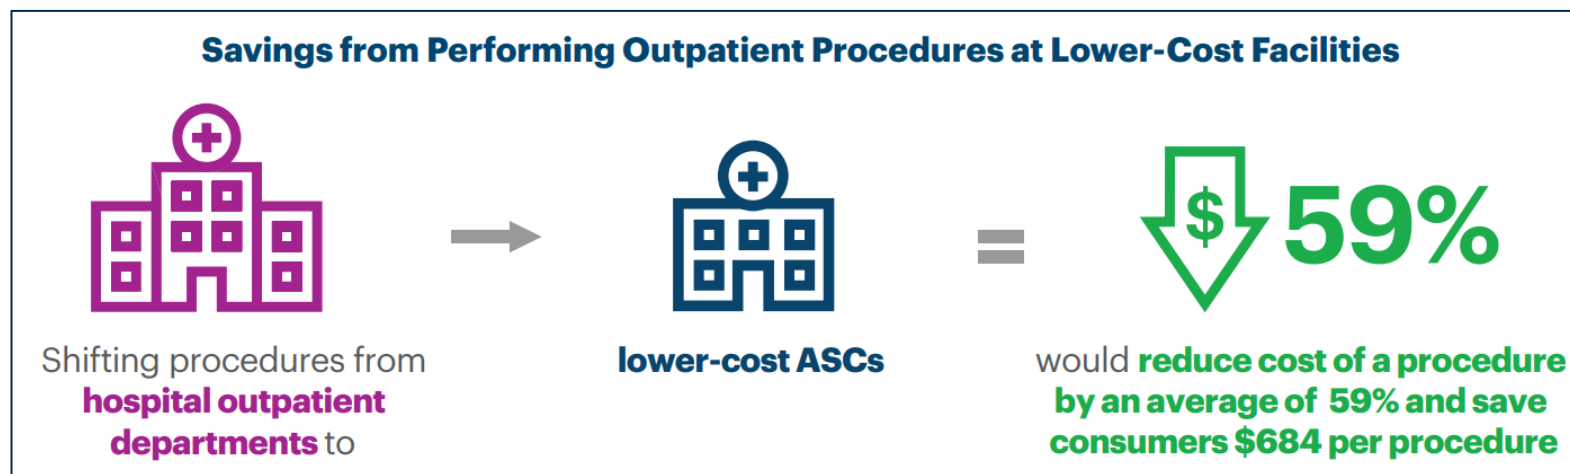 Savings from Performing Outpatient Procedures at Lower-Cost Facilities
$ 59%
Shifting procedures from
hospital outpatient
departments to
lower-cost ASCs
would reduce cost of a procedure
by an average of 59% and save
consumers $684 per procedure